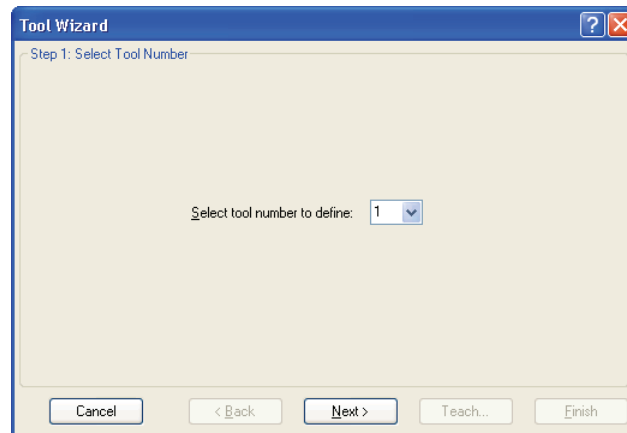 Tool Wizard
Step 1: Select Tool Number
Select tool number to define: 1
Cancel < Back Next > Teach... Finish